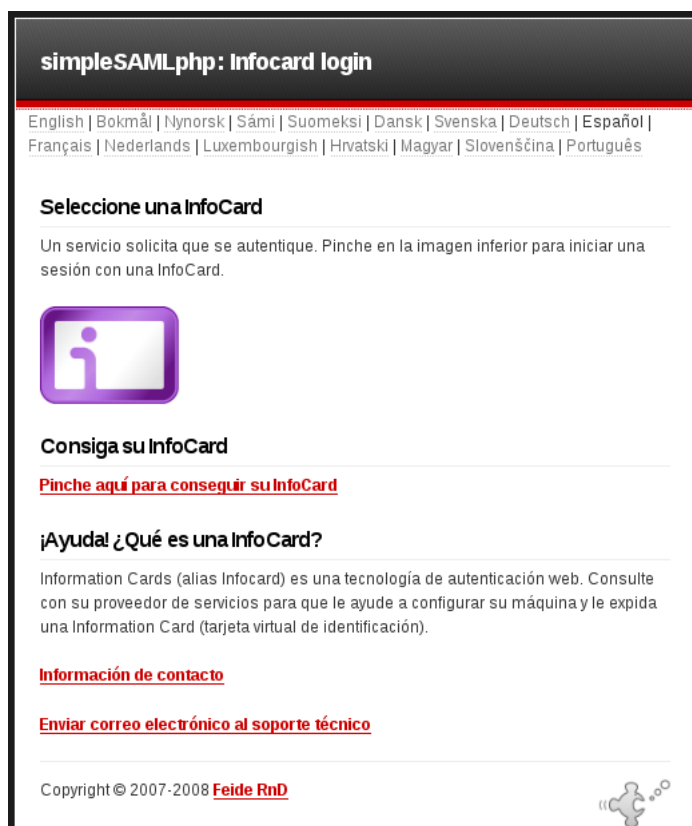 simpleSAMLphp: Infocard login
English | Bokmål | Nynorsk | Sámi | Suomeksi | Dansk | Svenska | Deutsch | Español |
Français | Nederlands | Luxembourgish | Hrvatski | Magyar | Slovenščina | Português
Seleccione una InfoCard
Un servicio solicita que se autentique. Pinche en la imagen inferior para iniciar una
sesión con una InfoCard.
Consiga su InfoCard
Pinche aquí para conseguir su InfoCard
¡Ayuda! ¿Qué es una InfoCard?
Information Cards (alias Infocard) es una tecnología de autenticación web. Consulte
con su proveedor de servicios para que le ayude a configurar su máquina y le expida
una Information Card (tarjeta virtual de identificación).
Información de contacto
Enviar correo electrónico al soporte técnico
Copyright © 2007-2008 Feide RnD